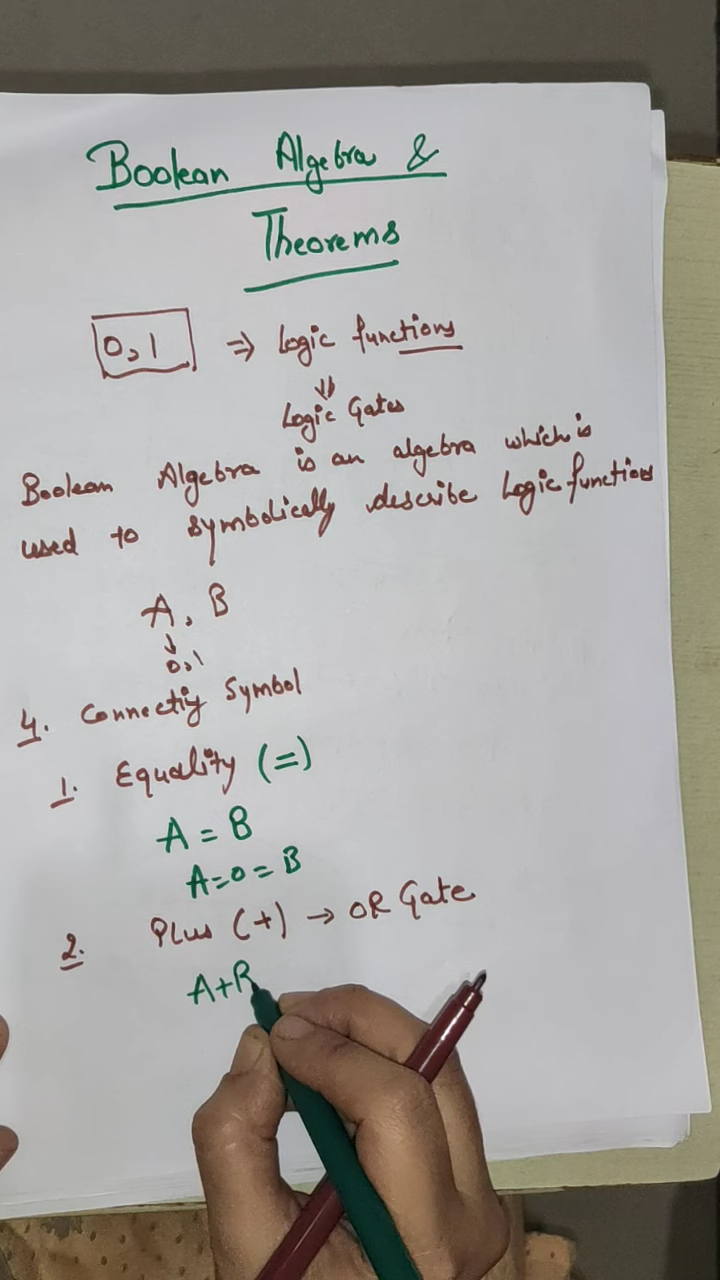 Boolean Algebra &
Theorems
0,1 ⇒ Logic functions
⇓
Logic Gates
Boolean Algebra is an algebra which is
used to symbolically describe Logic functions
A, B
↓
0,1
4. Connectiy Symbol
1. Equality (=)
A = B
A=0 = B
2. Plus (+) → OR Gate
A+B